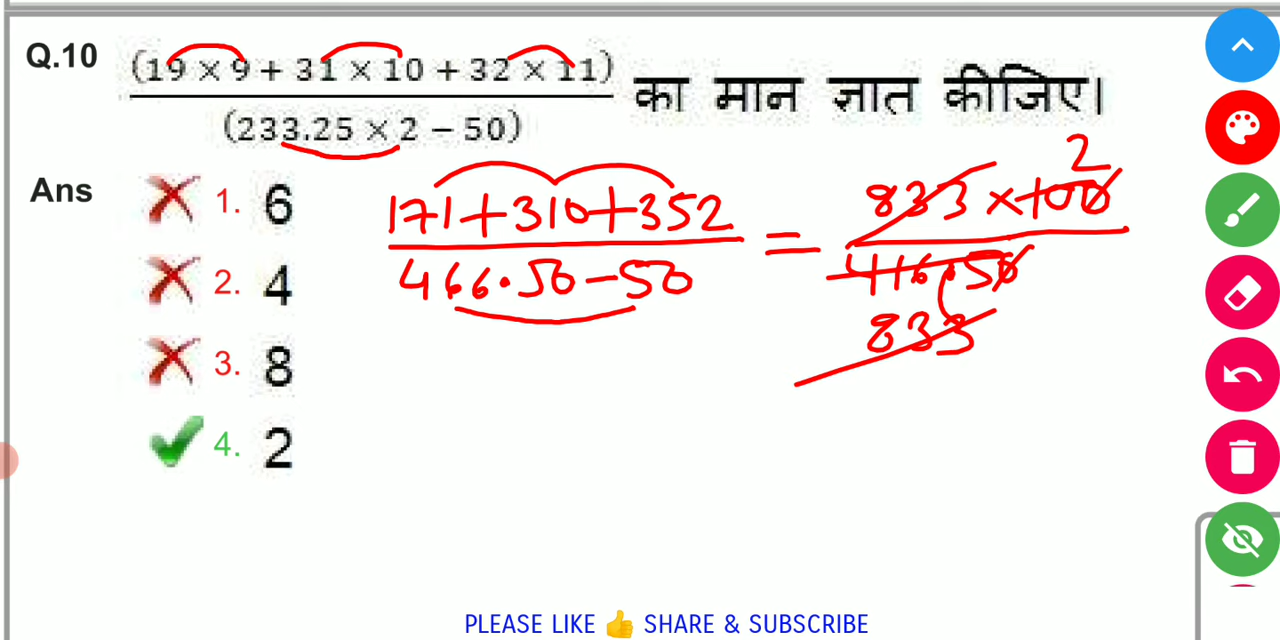 Q.10 (19 × 9 + 31 × 10 + 32 × 11) / (233.25 × 2 − 50) का मान ज्ञात कीजिए।
Ans 1. 6
2. 4
3. 8
4. 2
171+310+352 / 466.50−50 = 833×100 / 416.50
2
833
PLEASE LIKE 👍 SHARE & SUBSCRIBE